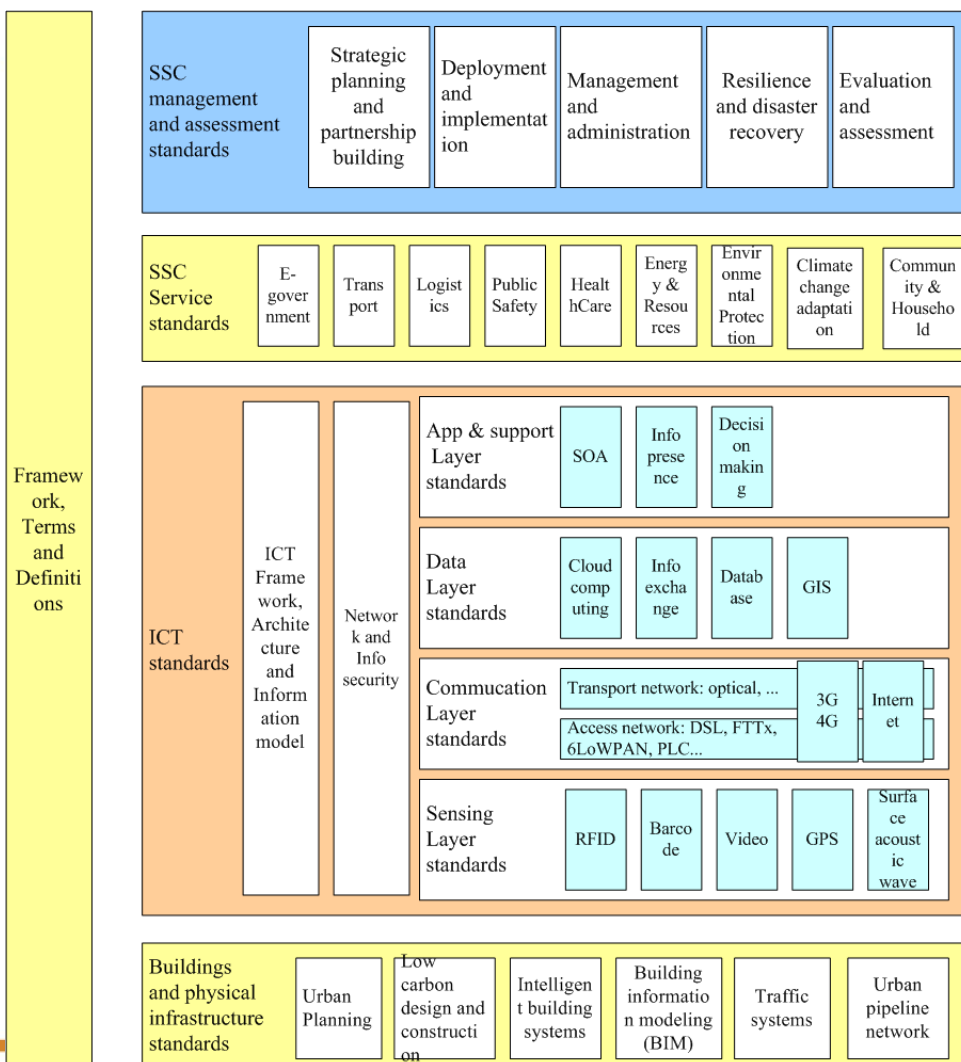 Framew
ork,
Terms
and
Definiti
ons
SSC
management
and assessment
standards
Strategic
planning
and
partnership
building
Deployment
and
implementat
ion
Management
and
administration
Resilience
and disaster
recovery
Evaluation
and
assessment
SSC
Service
standards
E-
gover
nment
Trans
port
Logist
ics
Public
Safety
Healt
hCare
Energ
y &
Resou
rces
Envir
onme
ntal
Protec
tion
Climate
change
adaptati
on
Commun
ity &
Househo
ld
ICT
standards
ICT
Frame
work,
Archite
cture
and
Inform
ation
model
Networ
k and
Info
security
App & support
Layer
standards
SOA
Info
prese
nce
Decisi
on
makin
g
Data
Layer
standards
Cloud
comp
uting
Info
excha
nge
Datab
ase
GIS
Commucation
Layer
standards
Transport network: optical, ...
Access network: DSL, FTTx,
6LoWPAN, PLC...
3G
4G
Intern
et
Sensing
Layer
standards
RFID
Barco
de
Video
GPS
Surfa
ce
acoust
ic
wave
Buildings
and physical
infrastructure
standards
Urban
Planning
Low
carbon
design and
constructi
on
Intelligen
t building
systems
Building
informatio
n modeling
(BIM)
Traffic
systems
Urban
pipeline
network